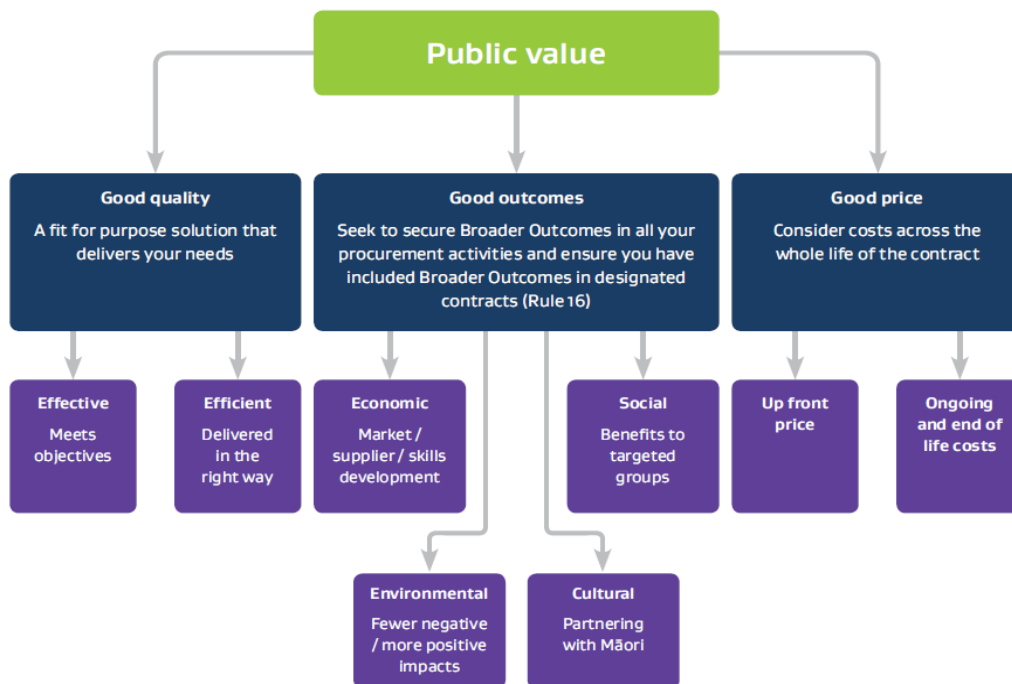 Public value
Good quality
A fit for purpose solution that
delivers your needs
Good outcomes
Seek to secure Broader Outcomes in all your
procurement activities and ensure you have
included Broader Outcomes in designated
contracts (Rule 16)
Good price
Consider costs across the
whole life of the contract
Effective
Meets
objectives
Efficient
Delivered
in the
right way
Economic
Market /
supplier / skills
development
Social
Benefits to
targeted
groups
Up front
price
Ongoing
and end of
life costs
Environmental
Fewer negative
/ more positive
impacts
Cultural
Partnering
with Māori